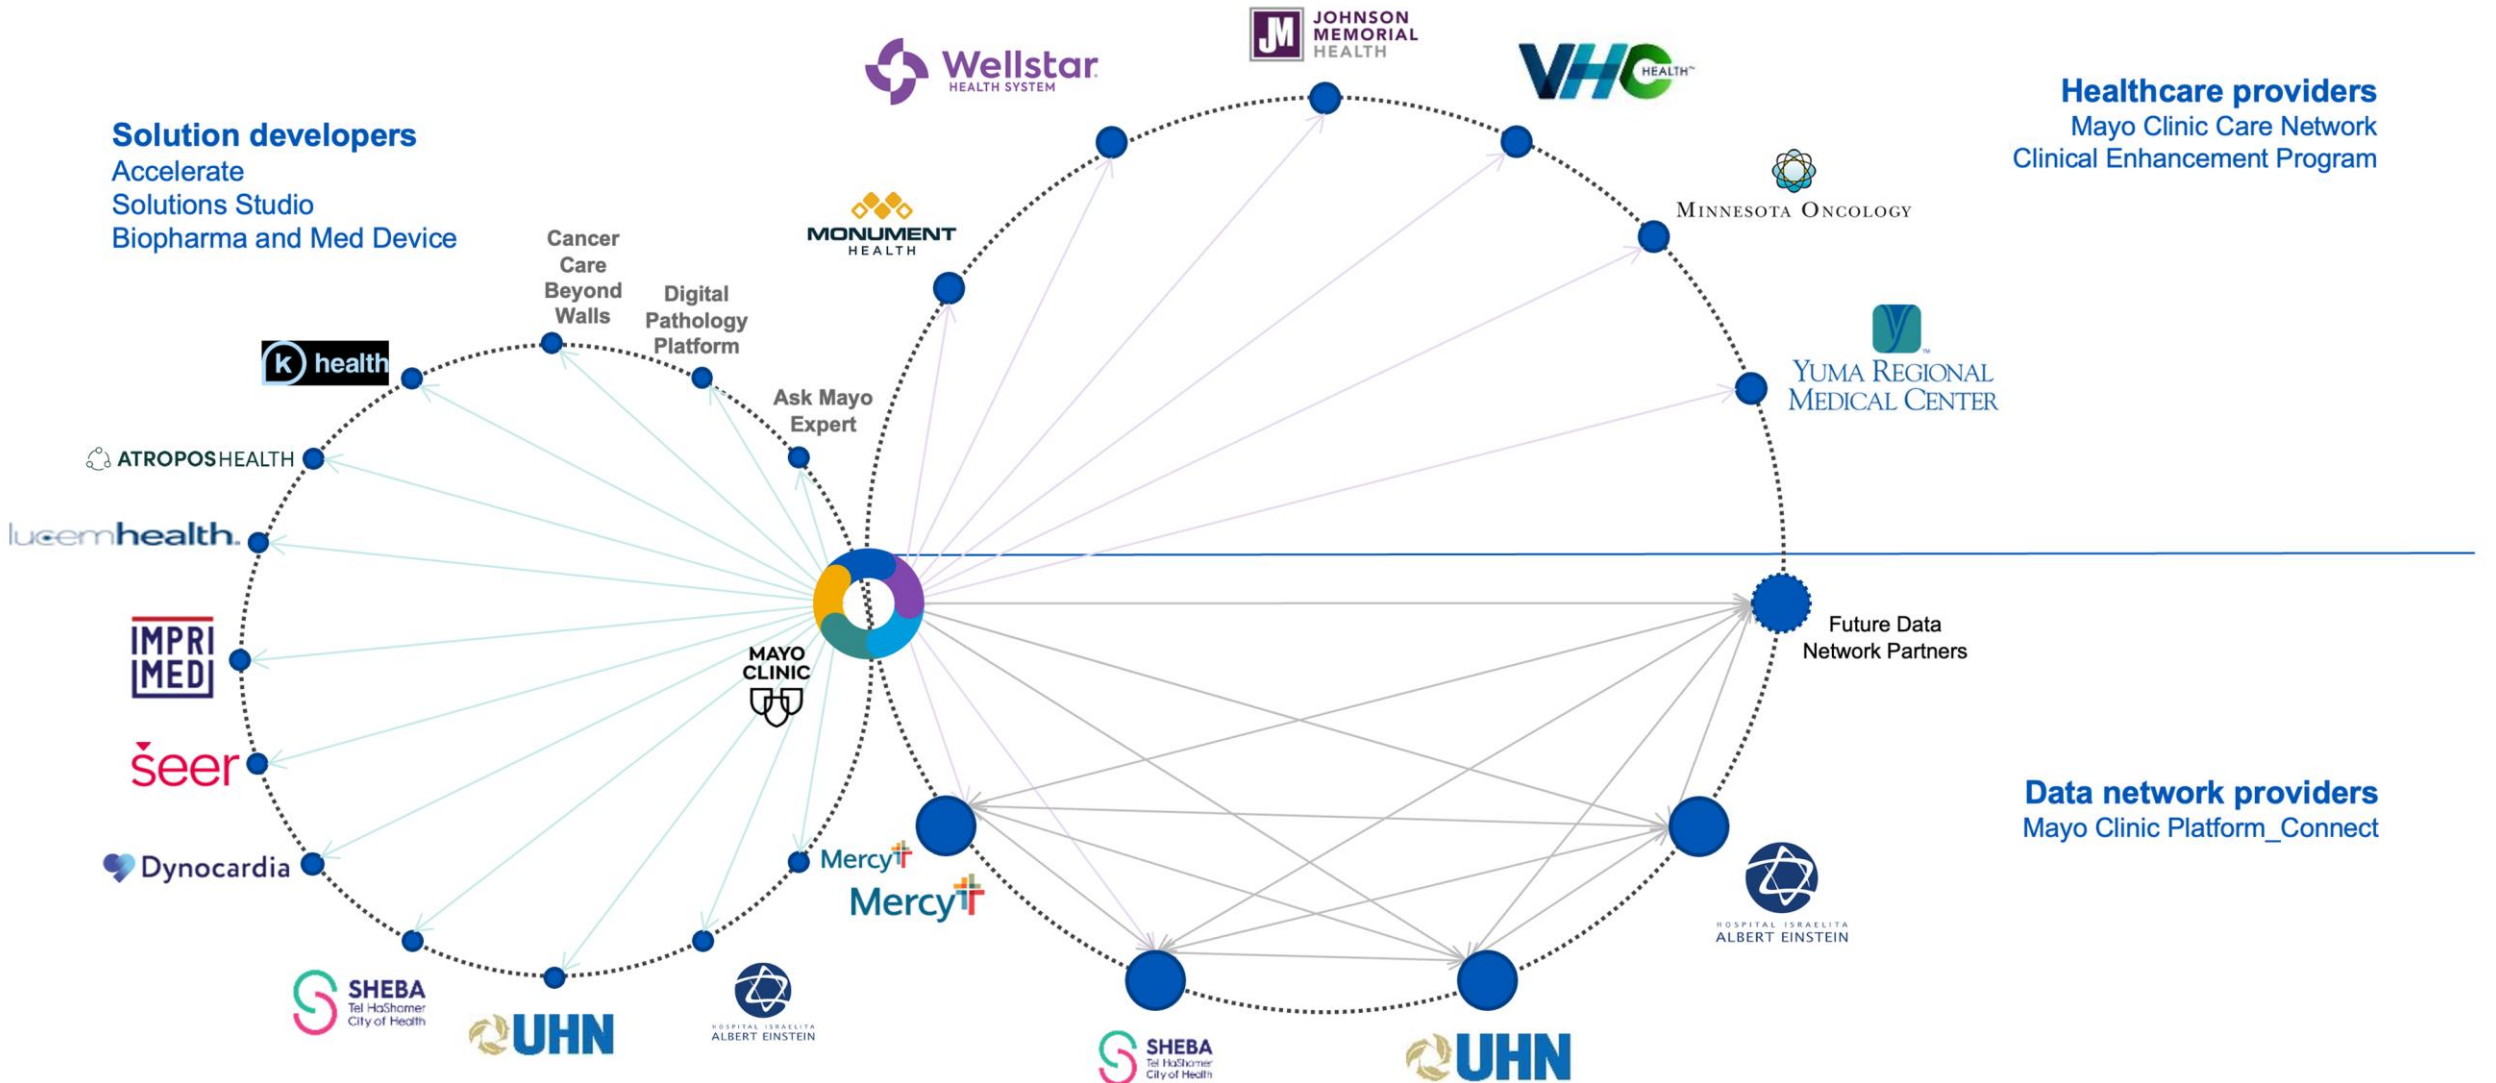 Solution developers
Accelerate
Solutions Studio
Biopharma and Med Device
Wellstar
HEALTH SYSTEM
JM
JOHNSON
MEMORIAL
HEALTH
VHC
HEALTH™
Healthcare providers
Mayo Clinic Care Network
Clinical Enhancement Program
MINNESOTA ONCOLOGY
MONUMENT
HEALTH
Cancer
Care
Beyond
Walls
Digital
Pathology
Platform
Ask Mayo
Expert
k health
ATROPOSHEALTH
lucemhealth.
IMPRI
MED
seer
Dynocardia
YUMA REGIONAL
MEDICAL CENTER
MAYO
CLINIC
Future Data
Network Partners
Data network providers
Mayo Clinic Platform_Connect
Mercy
Mercy
HOSPITAL ISRAELITA
ALBERT EINSTEIN
SHEBA
Tel HaShomer
City of Health
UHN
HOSPITAL ISRAELITA
ALBERT EINSTEIN
SHEBA
Tel HaShomer
City of Health
UHN